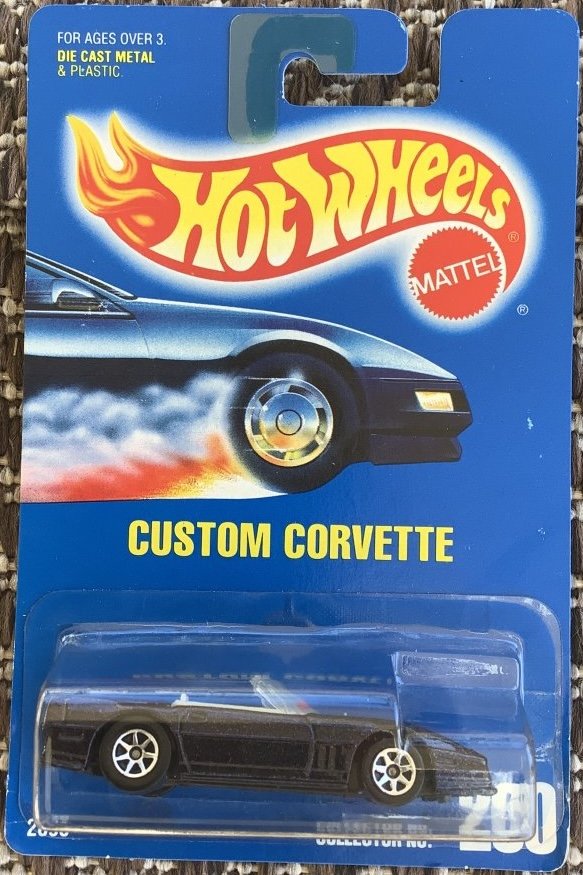 FOR AGES OVER 3.
DIE CAST METAL
& PLASTIC.
HOT WHEELS ®
MATTEL ®
CUSTOM CORVETTE
COLLECTOR NO.